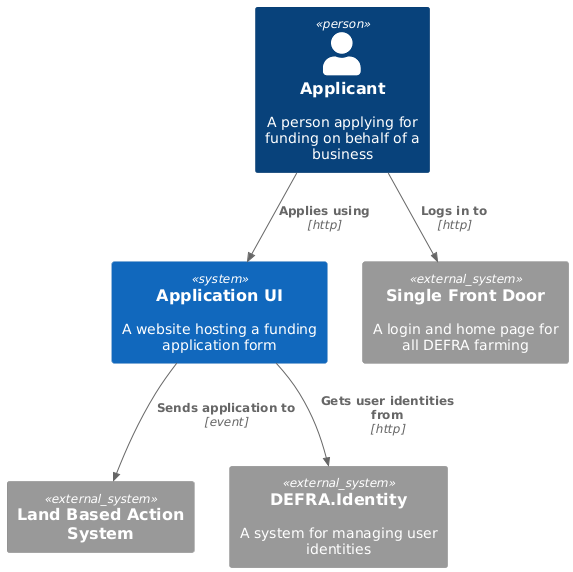 «person»
Applicant
A person applying for
funding on behalf of a
business
Applies using
[http]
Logs in to
[http]
«system»
Application UI
A website hosting a funding
application form
«external_system»
Single Front Door
A login and home page for
all DEFRA farming
Sends application to
[event]
Gets user identities
from
[http]
«external_system»
Land Based Action
System
«external_system»
DEFRA.Identity
A system for managing user
identities